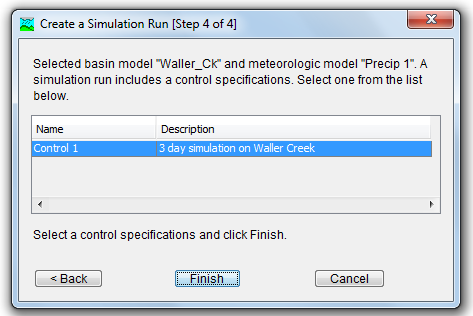 Create a Simulation Run [Step 4 of 4]
Selected basin model "Waller_Ck" and meteorologic model "Precip 1". A
simulation run includes a control specifications. Select one from the list
below.
Name Description
Control 1 3 day simulation on Waller Creek
Select a control specifications and click Finish.
< Back Finish Cancel